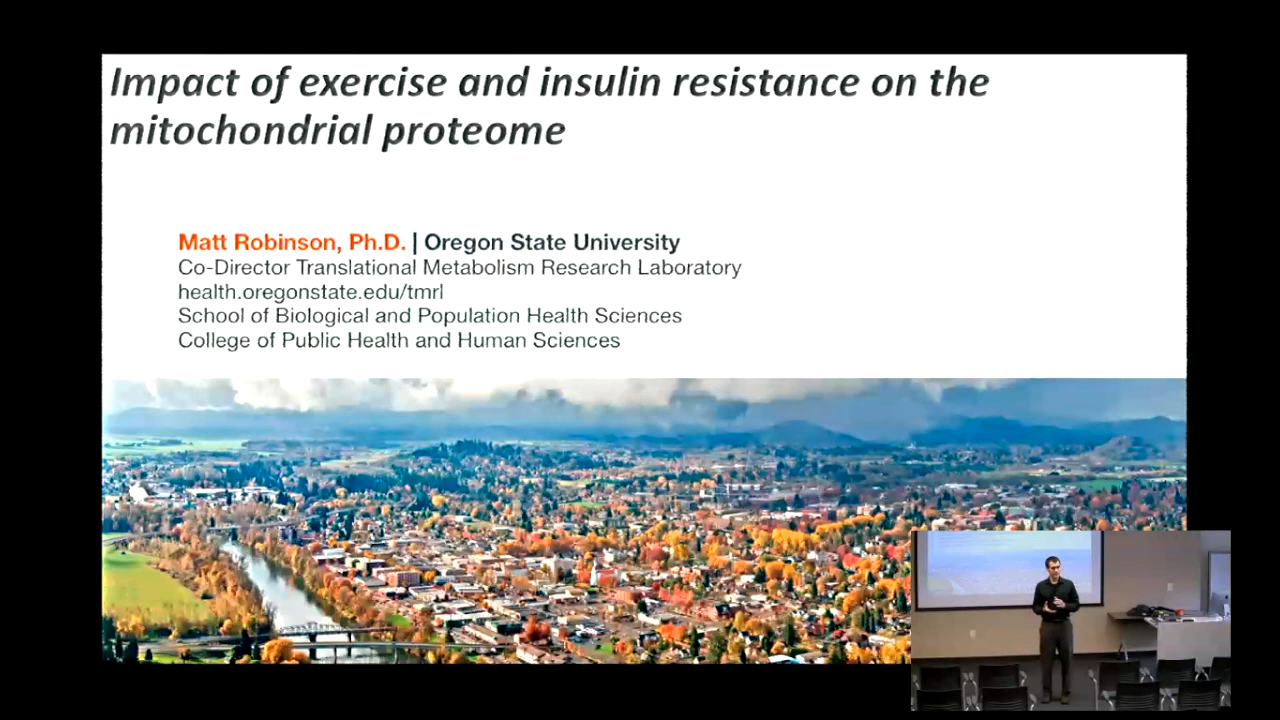 Impact of exercise and insulin resistance on the
mitochondrial proteome
Matt Robinson, Ph.D. | Oregon State University
Co-Director Translational Metabolism Research Laboratory
health.oregonstate.edu/tmrl
School of Biological and Population Health Sciences
College of Public Health and Human Sciences